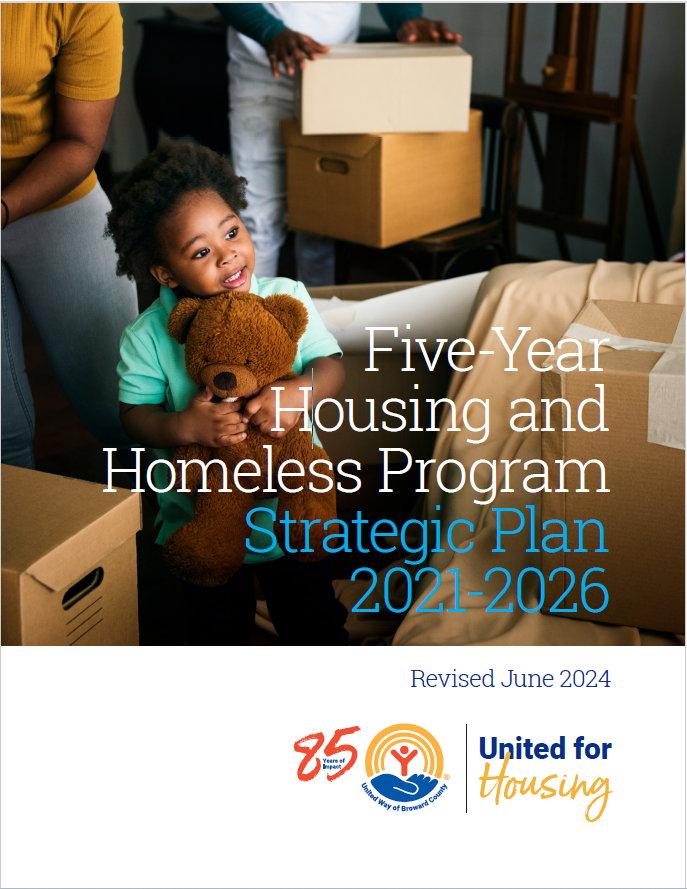 Five-Year
Housing and
Homeless Program
Strategic Plan
2021-2026
Revised June 2024
85
Years of
Impact
United Way of Broward County
®
United for
Housing